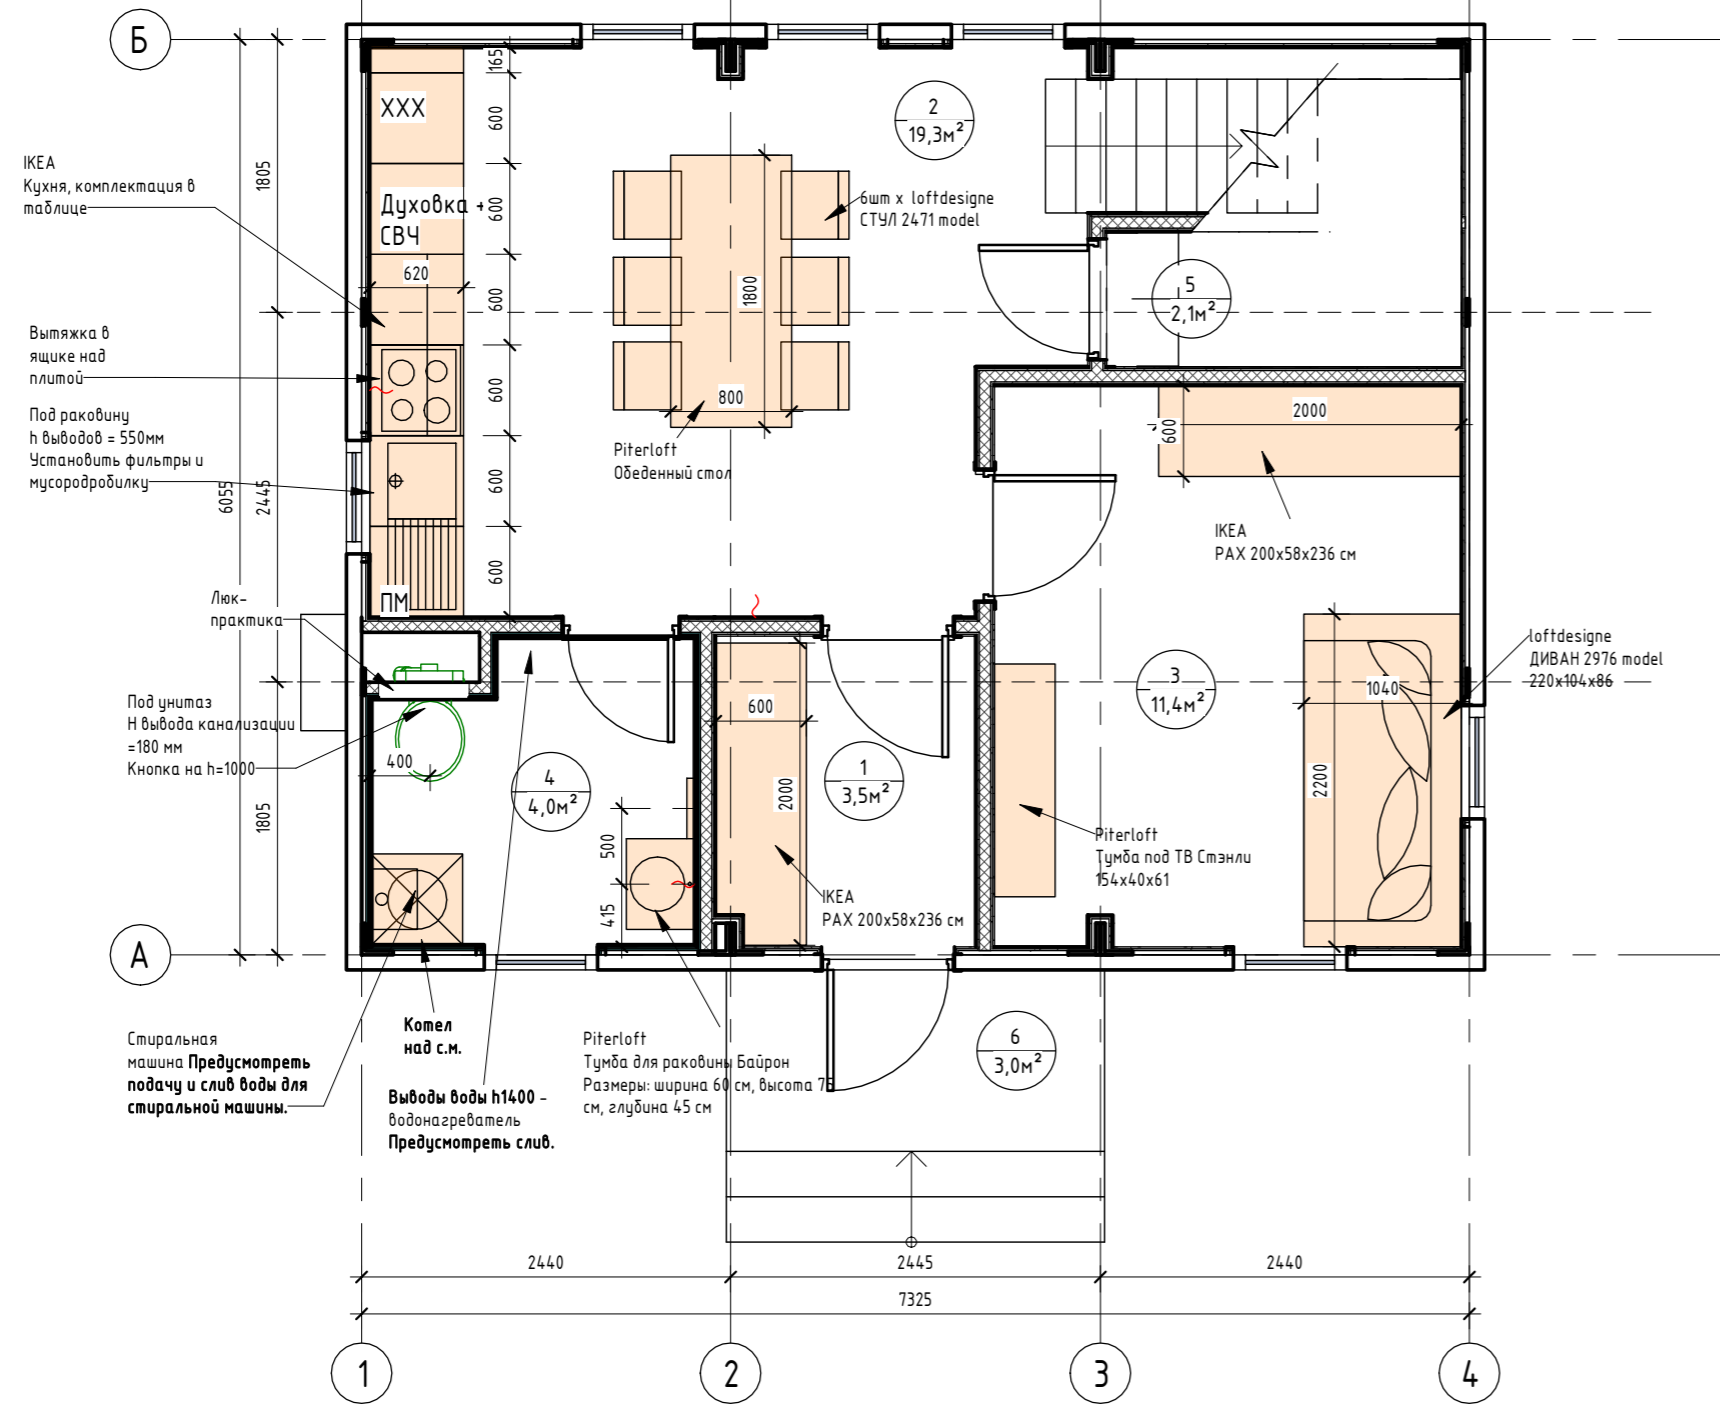 Б
165
ХХХ
600
2
19,3м²
IKEA
Кухня, комплектация в
таблице
1805
Духовка +
СВЧ
600
6шт x loftdesigne
СТУЛ 2471 model
620
600
1800
5
2,1м²
Вытяжка в
ящике над
плитой
600
800
2000
600
Под раковину
h выводов = 550мм
Установить фильтры и
мусородробилку
6055
2445
600
Piterloft
Обеденный стол
IKEA
PAX 200x58x236 см
600
ПМ
Люк-
практика
loftdesigne
ДИВАН 2976 model
220x104x86
Под унитаз
Н вывода канализации
=180 мм
Кнопка на h=1000
400
600
3
11,4м²
1040
4
4,0м²
1
3,5м²
2000
2200
1805
500
415
Piterloft
Тумба под ТВ Стэнли
154x40x61
IKEA
PAX 200x58x236 см
А
Стиральная
машина Предусмотреть
подачу и слив воды для
стиральной машины.
Котел
над с.м.
Выводы воды h1400 -
водонагреватель
Предусмотреть слив.
Piterloft
Тумба для раковины Байрон
Размеры: ширина 60 см, высота 75
см, глубина 45 см
6
3,0м²
2440
2445
2440
7325
1
2
3
4